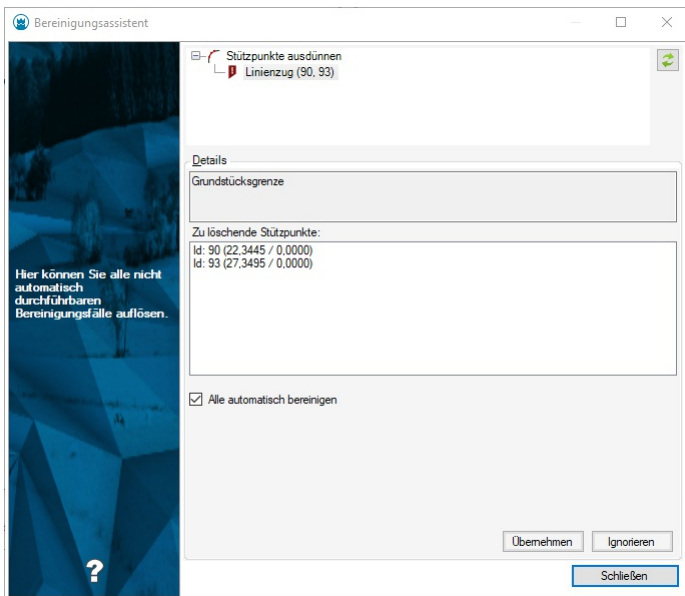 Bereinigungsassistent
Stützpunkte ausdünnen
Linienzug (90, 93)
Details
Grundstücksgrenze
Zu löschende Stützpunkte:
Id: 90 (22,3445 / 0,0000)
Id: 93 (27,3495 / 0,0000)
Hier können Sie alle nicht
automatisch
durchführbaren
Bereinigungsfälle auflösen.
Alle automatisch bereinigen
Übernehmen
Ignorieren
?
Schließen